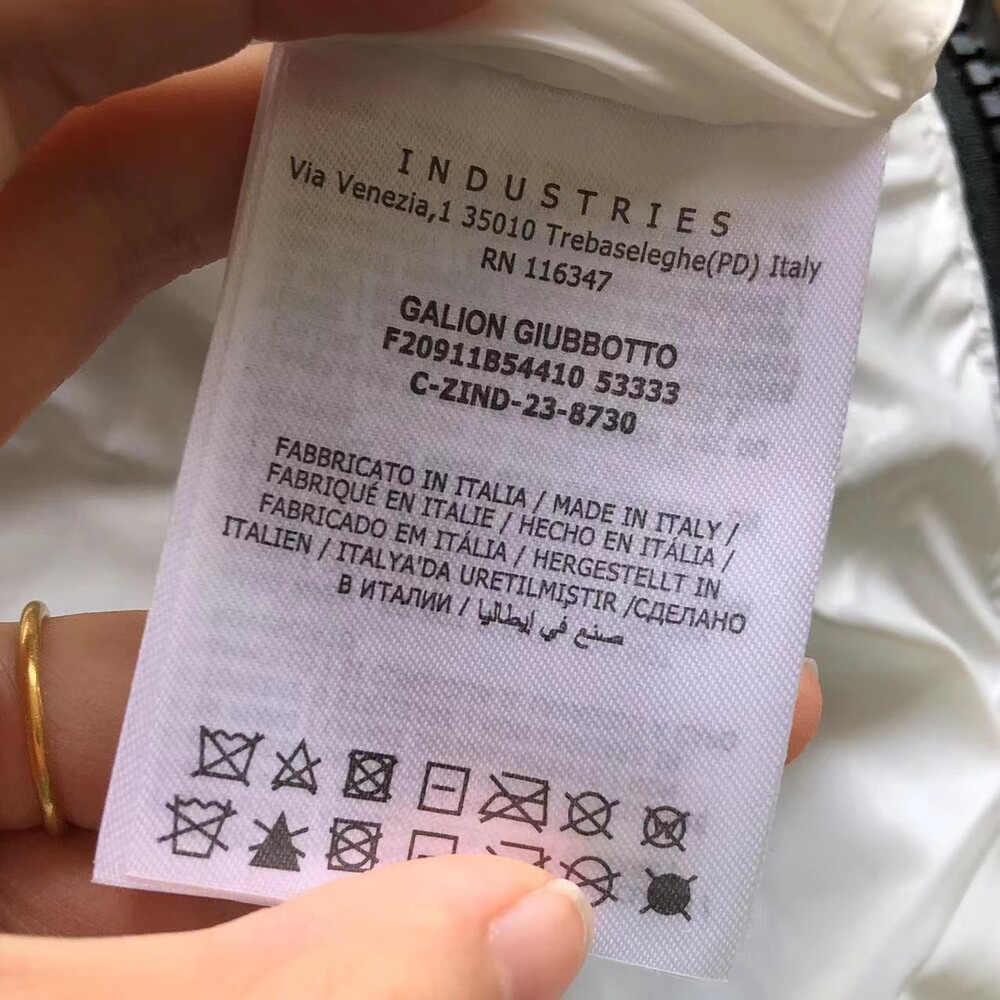 INDUSTRIES
Via Venezia,1 35010 Trebaseleghe(PD) Italy
RN 116347
GALION GIUBBOTTO
F20911B54410 53333
C-ZIND-23-8730
FABBRICATO IN ITALIA / MADE IN ITALY /
FABRIQUÉ EN ITALIE / HECHO EN ITÁLIA /
FABRICADO EM ITÁLIA / HERGESTELLT IN
ITALIEN / ITALYA'DA URETILMIŞTIR /СДЕЛАНО
В ИТАЛИИ / صنع في إيطاليا